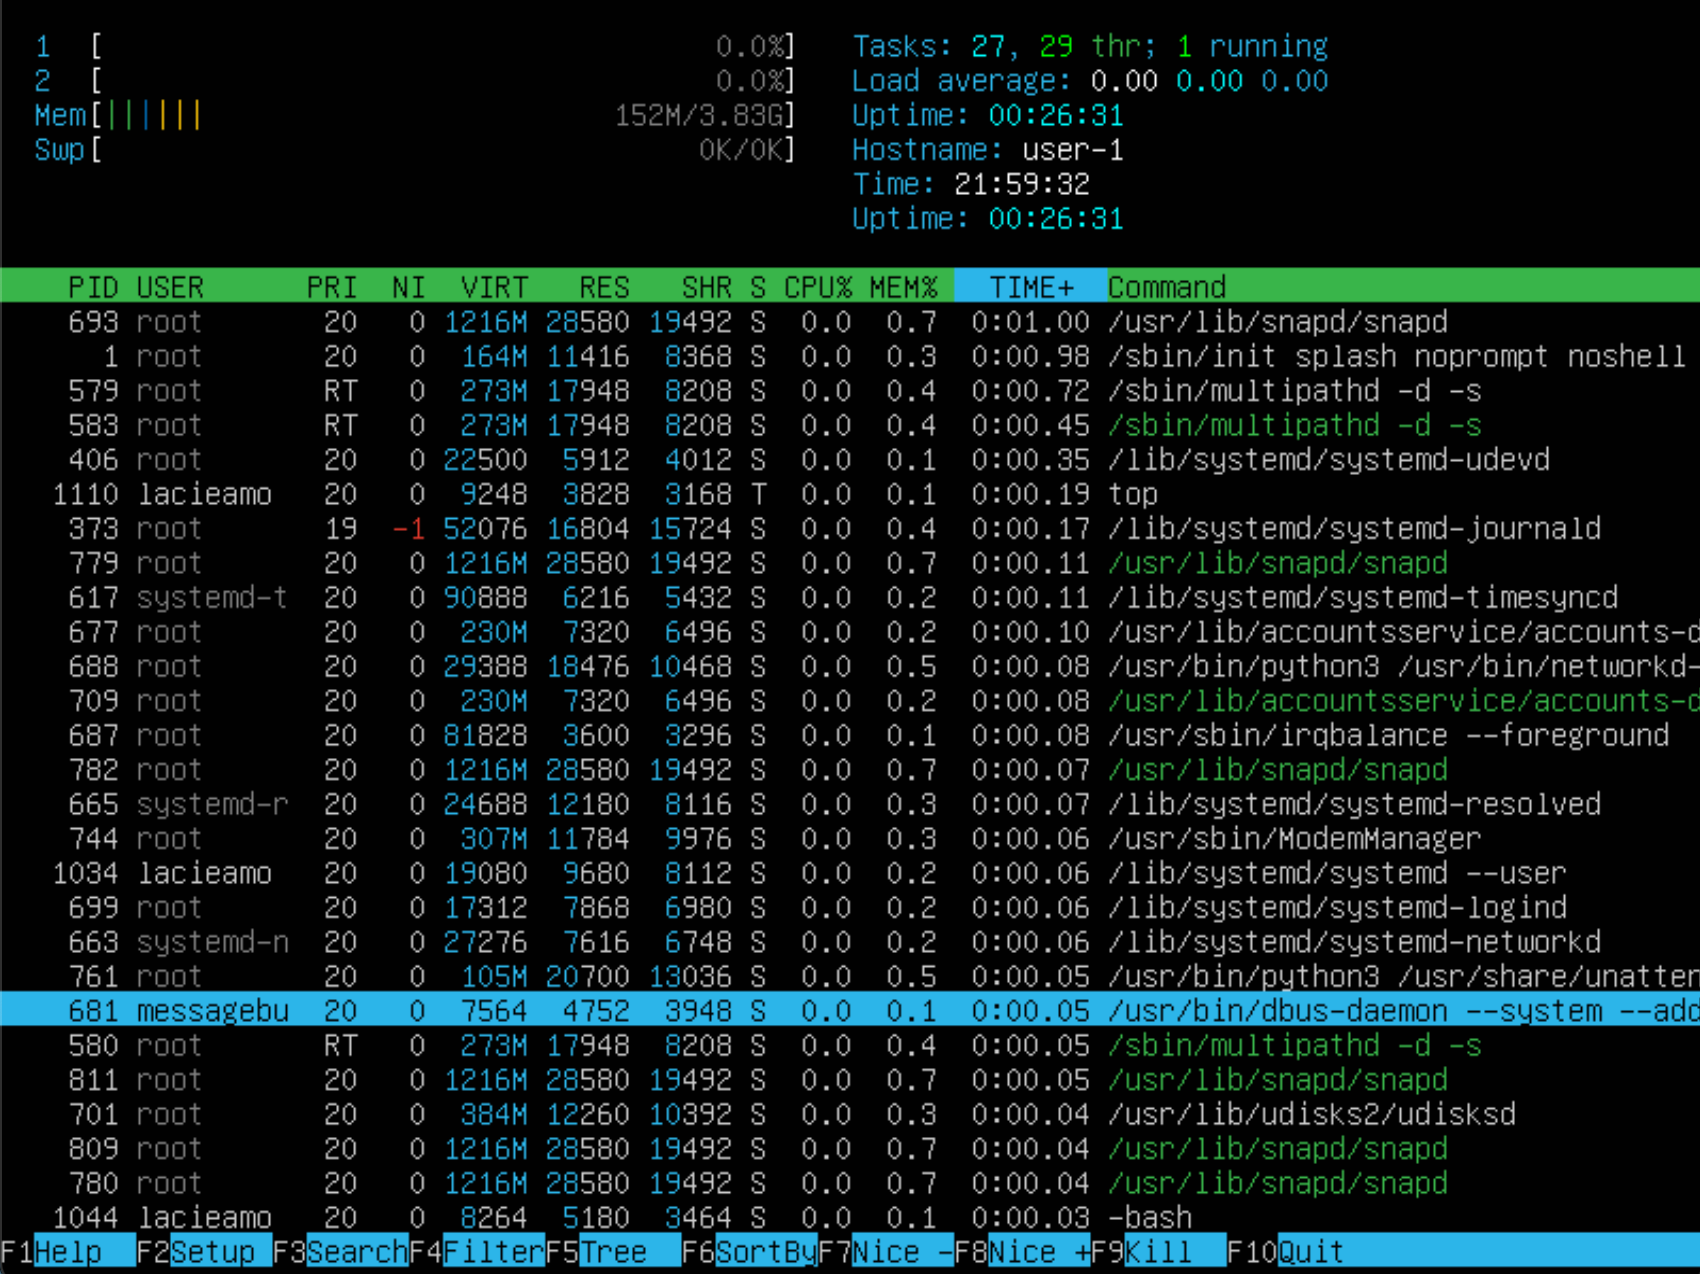 1 [ 0.0%] Tasks: 27, 29 thr; 1 running
2 [ 0.0%] Load average: 0.00 0.00 0.00
Mem[||||||| 152M/3.83G] Uptime: 00:26:31
Swp[ 0K/0K] Hostname: user-1
Time: 21:59:32
Uptime: 00:26:31
PID USER PRI NI VIRT RES SHR S CPU% MEM% TIME+ Command
693 root 20 0 1216M 28580 19492 S 0.0 0.7 0:01.00 /usr/lib/snapd/snapd
1 root 20 0 164M 11416 8368 S 0.0 0.3 0:00.98 /sbin/init splash noprompt noshell
579 root RT 0 273M 17948 8208 S 0.0 0.4 0:00.72 /sbin/multipathd -d -s
583 root RT 0 273M 17948 8208 S 0.0 0.4 0:00.45 /sbin/multipathd -d -s
406 root 20 0 22500 5912 4012 S 0.0 0.1 0:00.35 /lib/systemd/systemd-udevd
1110 lacieamo 20 0 9248 3828 3168 T 0.0 0.1 0:00.19 top
373 root 19 -1 52076 16804 15724 S 0.0 0.4 0:00.17 /lib/systemd/systemd-journald
779 root 20 0 1216M 28580 19492 S 0.0 0.7 0:00.11 /usr/lib/snapd/snapd
617 systemd-t 20 0 90888 6216 5432 S 0.0 0.2 0:00.11 /lib/systemd/systemd-timesyncd
677 root 20 0 230M 7320 6496 S 0.0 0.2 0:00.10 /usr/lib/accountsservice/accounts-d
688 root 20 0 29388 18476 10468 S 0.0 0.5 0:00.08 /usr/bin/python3 /usr/bin/networkd-
709 root 20 0 230M 7320 6496 S 0.0 0.2 0:00.08 /usr/lib/accountsservice/accounts-d
687 root 20 0 81828 3600 3296 S 0.0 0.1 0:00.08 /usr/sbin/irqbalance --foreground
782 root 20 0 1216M 28580 19492 S 0.0 0.7 0:00.07 /usr/lib/snapd/snapd
665 systemd-r 20 0 24688 12180 8116 S 0.0 0.3 0:00.07 /lib/systemd/systemd-resolved
744 root 20 0 307M 11784 9976 S 0.0 0.3 0:00.06 /usr/sbin/ModemManager
1034 lacieamo 20 0 19080 9680 8112 S 0.0 0.2 0:00.06 /lib/systemd/systemd --user
699 root 20 0 17312 7868 6980 S 0.0 0.2 0:00.06 /lib/systemd/systemd-logind
663 systemd-n 20 0 27276 7616 6748 S 0.0 0.2 0:00.06 /lib/systemd/systemd-networkd
761 root 20 0 105M 20700 13036 S 0.0 0.5 0:00.05 /usr/bin/python3 /usr/share/unatten
681 messagebu 20 0 7564 4752 3948 S 0.0 0.1 0:00.05 /usr/bin/dbus-daemon --system --add
580 root RT 0 273M 17948 8208 S 0.0 0.4 0:00.05 /sbin/multipathd -d -s
811 root 20 0 1216M 28580 19492 S 0.0 0.7 0:00.05 /usr/lib/snapd/snapd
701 root 20 0 384M 12260 10392 S 0.0 0.3 0:00.04 /usr/lib/udisks2/udisksd
809 root 20 0 1216M 28580 19492 S 0.0 0.7 0:00.04 /usr/lib/snapd/snapd
780 root 20 0 1216M 28580 19492 S 0.0 0.7 0:00.04 /usr/lib/snapd/snapd
1044 lacieamo 20 0 8264 5180 3464 S 0.0 0.1 0:00.03 -bash
F1Help F2Setup F3SearchF4FilterF5Tree F6SortByF7Nice -F8Nice +F9Kill F10Quit